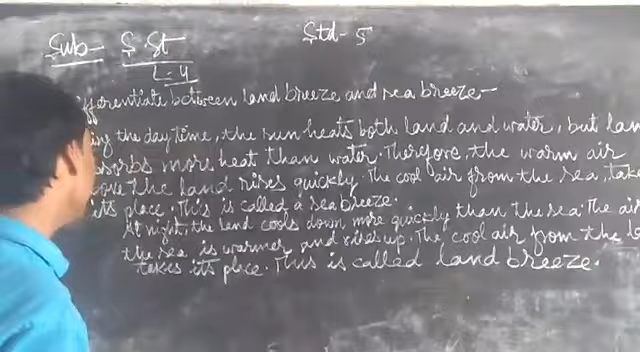 Sub- S.St
Std- 5
L-4
fferentiate between land breeze and sea breeze-
ing the day time, the sun heats both land and water, but lan
sorbs more heat than water. Therefore, the warm air
ove the land rises quickly. The cool air from the sea, take
its place. This is called a sea breeze.
At night, the land cools down more quickly than the sea. The air
the sea is warmer and rises up. The cool air from the la
takes its place. This is called land breeze.